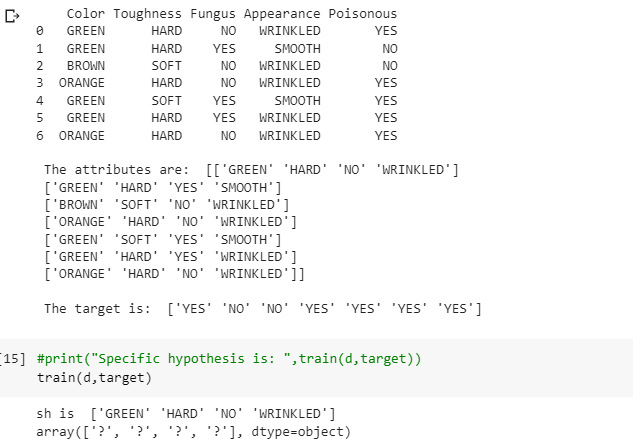 Color Toughness Fungus Appearance Poisonous
0 GREEN HARD NO WRINKLED YES
1 GREEN HARD YES SMOOTH NO
2 BROWN SOFT NO WRINKLED NO
3 ORANGE HARD NO WRINKLED YES
4 GREEN SOFT YES SMOOTH YES
5 GREEN HARD YES WRINKLED YES
6 ORANGE HARD NO WRINKLED YES
The attributes are: [['GREEN' 'HARD' 'NO' 'WRINKLED']
['GREEN' 'HARD' 'YES' 'SMOOTH']
['BROWN' 'SOFT' 'NO' 'WRINKLED']
['ORANGE' 'HARD' 'NO' 'WRINKLED']
['GREEN' 'SOFT' 'YES' 'SMOOTH']
['GREEN' 'HARD' 'YES' 'WRINKLED']
['ORANGE' 'HARD' 'NO' 'WRINKLED']]
The target is: ['YES' 'NO' 'NO' 'YES' 'YES' 'YES' 'YES']
[15] #print("Specific hypothesis is: ",train(d,target))
train(d,target)
sh is ['GREEN' 'HARD' 'NO' 'WRINKLED']
array(['?', '?', '?', '?'], dtype=object)